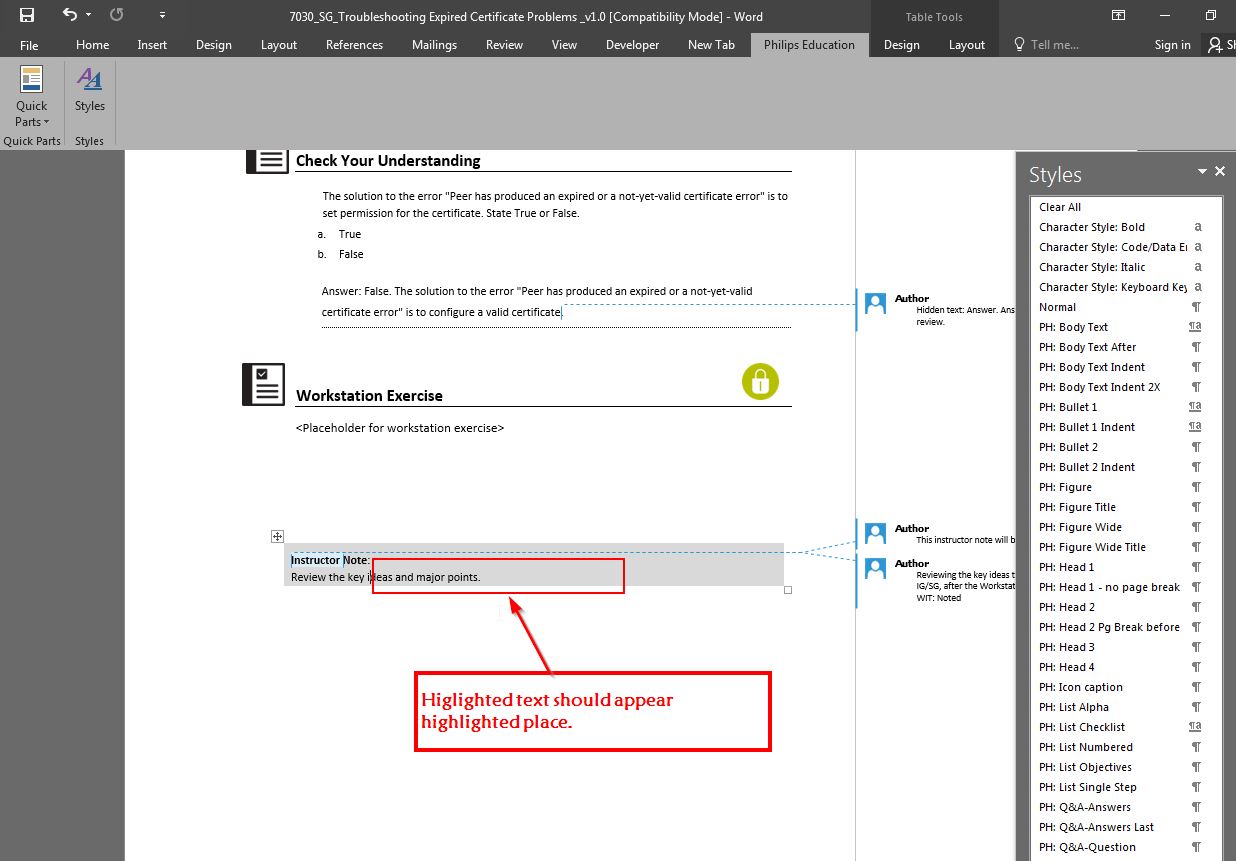 7030_SG_Troubleshooting Expired Certificate Problems _v1.0 [Compatibility Mode] - Word
Table Tools
File Home Insert Design Layout References Mailings Review View Developer New Tab Philips Education Design Layout Tell me... Sign in Sh
Quick Parts
Styles
Quick Parts Styles
Check Your Understanding
The solution to the error "Peer has produced an expired or a not-yet-valid certificate error" is to
set permission for the certificate. State True or False.
a. True
b. False
Answer: False. The solution to the error "Peer has produced an expired or a not-yet-valid
certificate error" is to configure a valid certificate.
Workstation Exercise
<Placeholder for workstation exercise>
Instructor Note:
Review the key ideas and major points.
Higlighted text should appear
highlighted place.
Author
Hidden text: Answer. Ans
review.
Author
This instructor note will b
Author
Reviewing the key ideas t
IG/SG, after the Workstat
WIT: Noted
Styles
Clear All
Character Style: Bold a
Character Style: Code/Data Er a
Character Style: Italic a
Character Style: Keyboard Key a
Normal ¶
PH: Body Text ¶a
PH: Body Text After ¶
PH: Body Text Indent ¶
PH: Body Text Indent 2X ¶
PH: Bullet 1 ¶a
PH: Bullet 1 Indent ¶a
PH: Bullet 2 ¶
PH: Bullet 2 Indent ¶
PH: Figure ¶
PH: Figure Title ¶
PH: Figure Wide ¶
PH: Figure Wide Title ¶
PH: Head 1 ¶
PH: Head 1 - no page break ¶
PH: Head 2 ¶
PH: Head 2 Pg Break before ¶
PH: Head 3 ¶
PH: Head 4 ¶
PH: Icon caption ¶
PH: List Alpha ¶
PH: List Checklist ¶a
PH: List Numbered ¶
PH: List Objectives ¶
PH: List Single Step ¶
PH: Q&A-Answers ¶
PH: Q&A-Answers Last ¶
PH: Q&A-Question ¶